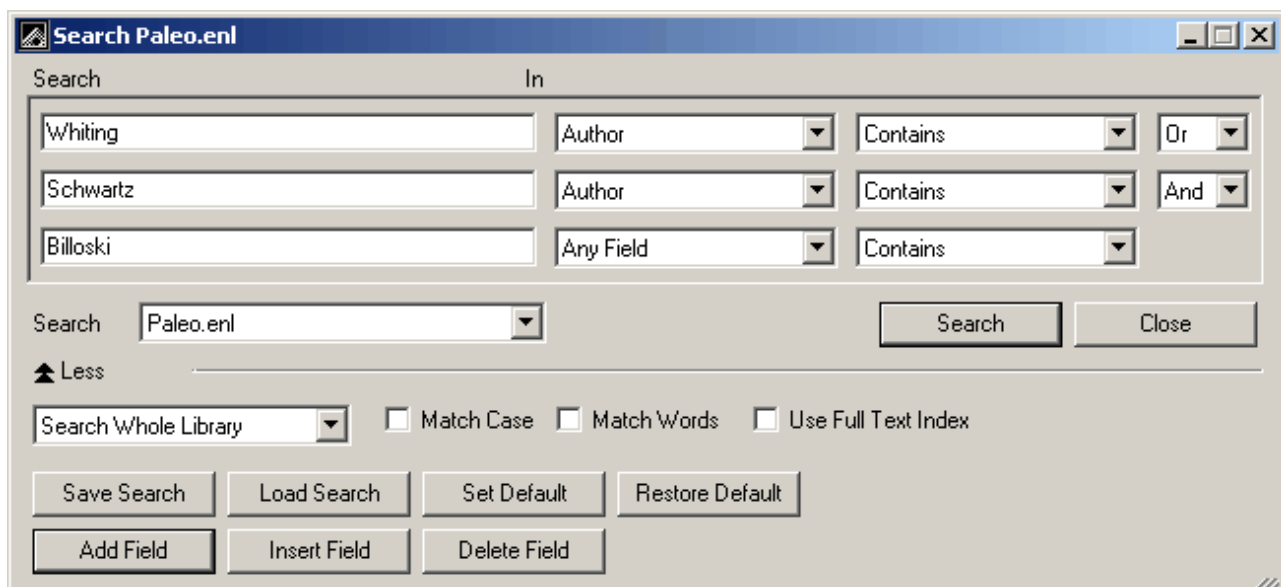 Search Paleo.enl
Search In
Whiting Author Contains Or
Schwartz Author Contains And
Billoski Any Field Contains
Search Paleo.enl Search Close
Less
Search Whole Library Match Case Match Words Use Full Text Index
Save Search Load Search Set Default Restore Default
Add Field Insert Field Delete Field